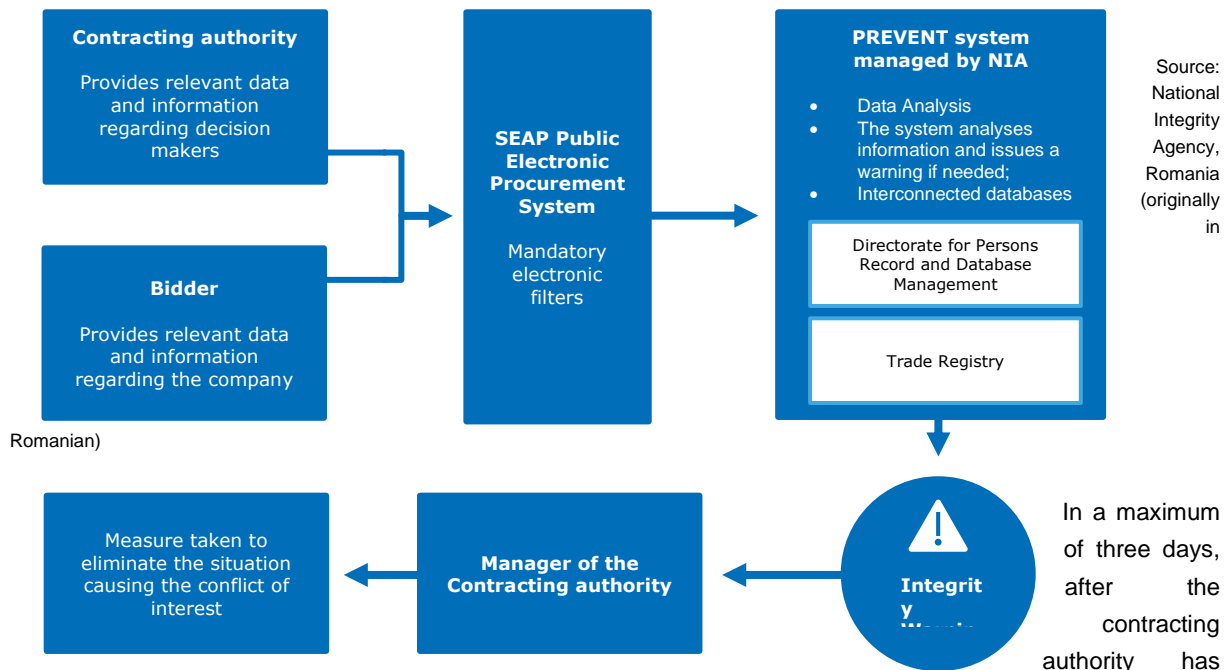 Contracting authority
Provides relevant data
and information
regarding decision
makers
Bidder
Provides relevant data
and information
regarding the company
SEAP Public
Electronic
Procurement
System
Mandatory
electronic
filters
PREVENT system
managed by NIA
• Data Analysis
• The system analyses
information and issues a
warning if needed;
• Interconnected databases
Directorate for Persons
Record and Database
Management
Trade Registry
Source:
National
Integrity
Agency,
Romania
(originally
in
Romanian)
Measure taken to
eliminate the situation
causing the conflict of
interest
Manager of the
Contracting authority
Integrit
y
In a maximum
of three days,
after the
contracting
authority has